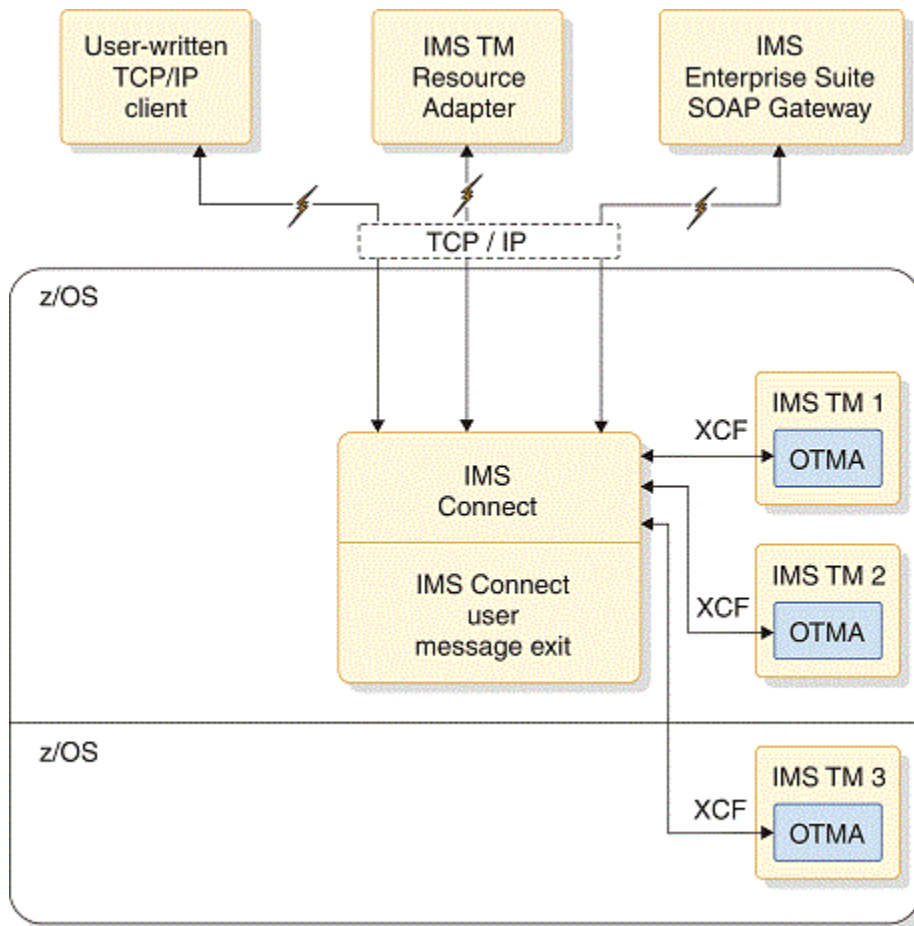 User-written
TCP/IP
client
IMS TM
Resource
Adapter
IMS
Enterprise Suite
SOAP Gateway
TCP / IP
z/OS
IMS
Connect
IMS Connect
user
message exit
XCF
IMS TM 1
OTMA
XCF
IMS TM 2
OTMA
z/OS
XCF
IMS TM 3
OTMA